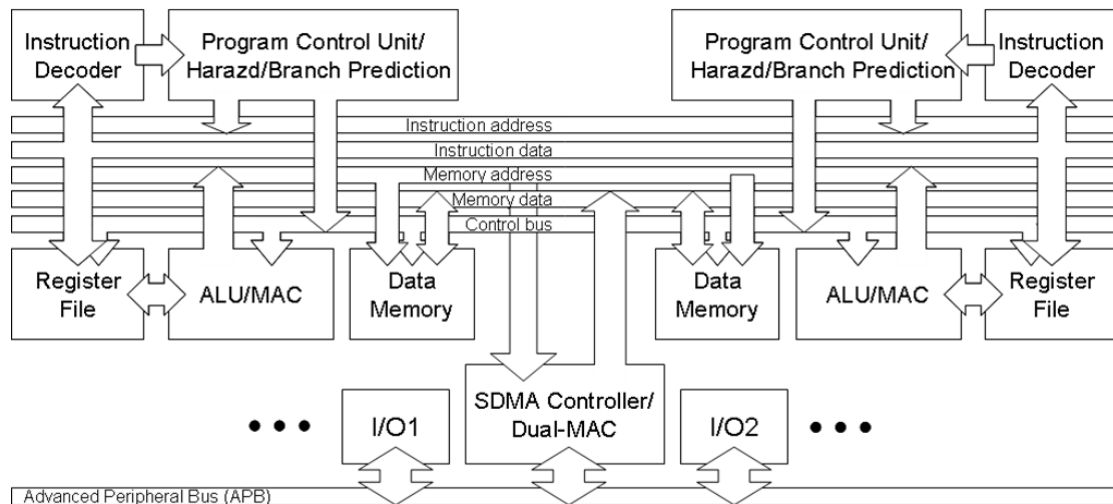 Instruction
Decoder
Program Control Unit/
Harazd/Branch Prediction
Program Control Unit/
Harazd/Branch Prediction
Instruction
Decoder
Instruction address
Instruction data
Memory address
Memory data
Control bus
Register
File
ALU/MAC
Data
Memory
Data
Memory
ALU/MAC
Register
File
I/O1
SDMA Controller/
Dual-MAC
I/O2
Advanced Peripheral Bus (APB)